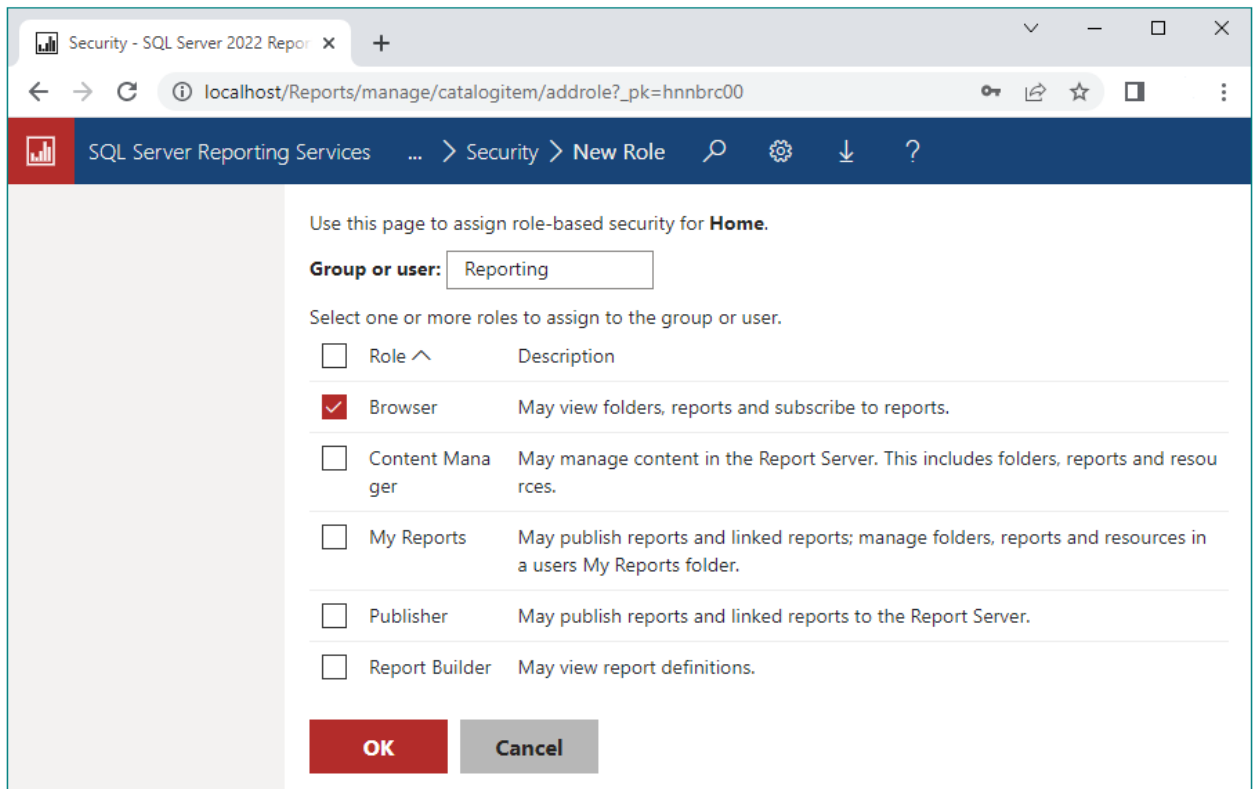 Security - SQL Server 2022 Repor
localhost/Reports/manage/catalogitem/addrole?_pk=hnnbrc00
SQL Server Reporting Services ... > Security > New Role ?
Use this page to assign role-based security for Home.
Group or user: Reporting
Select one or more roles to assign to the group or user.
Role Description
Browser May view folders, reports and subscribe to reports.
Content Mana May manage content in the Report Server. This includes folders, reports and resou
ger rces.
My Reports May publish reports and linked reports; manage folders, reports and resources in
a users My Reports folder.
Publisher May publish reports and linked reports to the Report Server.
Report Builder May view report definitions.
OK Cancel